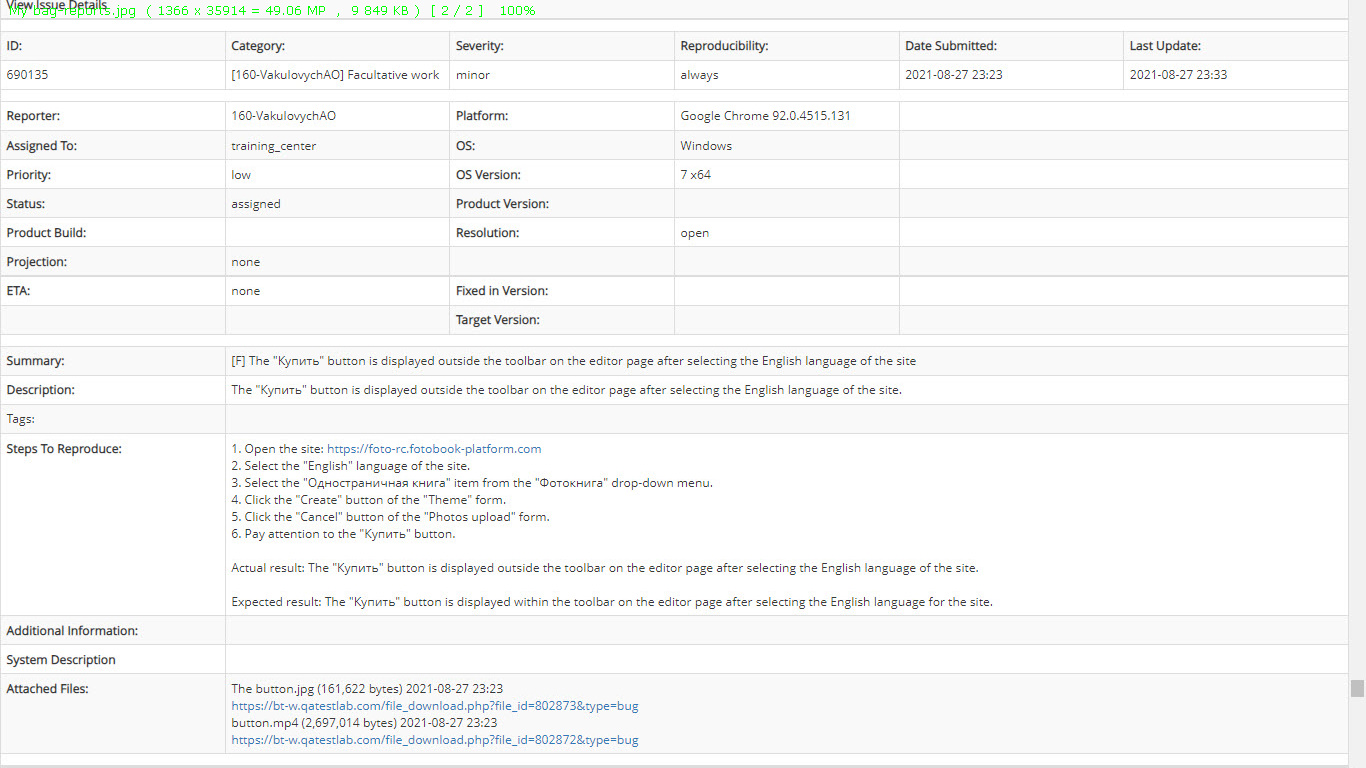 View Issue Details
My bag-reports.jpg ( 1366 x 35914 = 49.06 MP , 9 849 KB ) [ 2 / 2 ] 100%
ID: Category: Severity: Reproducibility: Date Submitted: Last Update:
690135 [160-VakulovychAO] Facultative work minor always 2021-08-27 23:23 2021-08-27 23:33
Reporter: 160-VakulovychAO Platform: Google Chrome 92.0.4515.131
Assigned To: training_center OS: Windows
Priority: low OS Version: 7 x64
Status: assigned Product Version:
Product Build: Resolution: open
Projection: none
ETA: none Fixed in Version:
Target Version:
Summary: [F] The "Купить" button is displayed outside the toolbar on the editor page after selecting the English language of the site
Description: The "Купить" button is displayed outside the toolbar on the editor page after selecting the English language of the site.
Tags:
Steps To Reproduce: 1. Open the site: https://foto-rc.fotobook-platform.com
2. Select the "English" language of the site.
3. Select the "Одностраничная книга" item from the "Фотокнига" drop-down menu.
4. Click the "Create" button of the "Theme" form.
5. Click the "Cancel" button of the "Photos upload" form.
6. Pay attention to the "Купить" button.
Actual result: The "Купить" button is displayed outside the toolbar on the editor page after selecting the English language of the site.
Expected result: The "Купить" button is displayed within the toolbar on the editor page after selecting the English language for the site.
Additional Information:
System Description
Attached Files: The button.jpg (161,622 bytes) 2021-08-27 23:23
https://bt-w.qatestlab.com/file_download.php?file_id=802873&type=bug
button.mp4 (2,697,014 bytes) 2021-08-27 23:23
https://bt-w.qatestlab.com/file_download.php?file_id=802872&type=bug